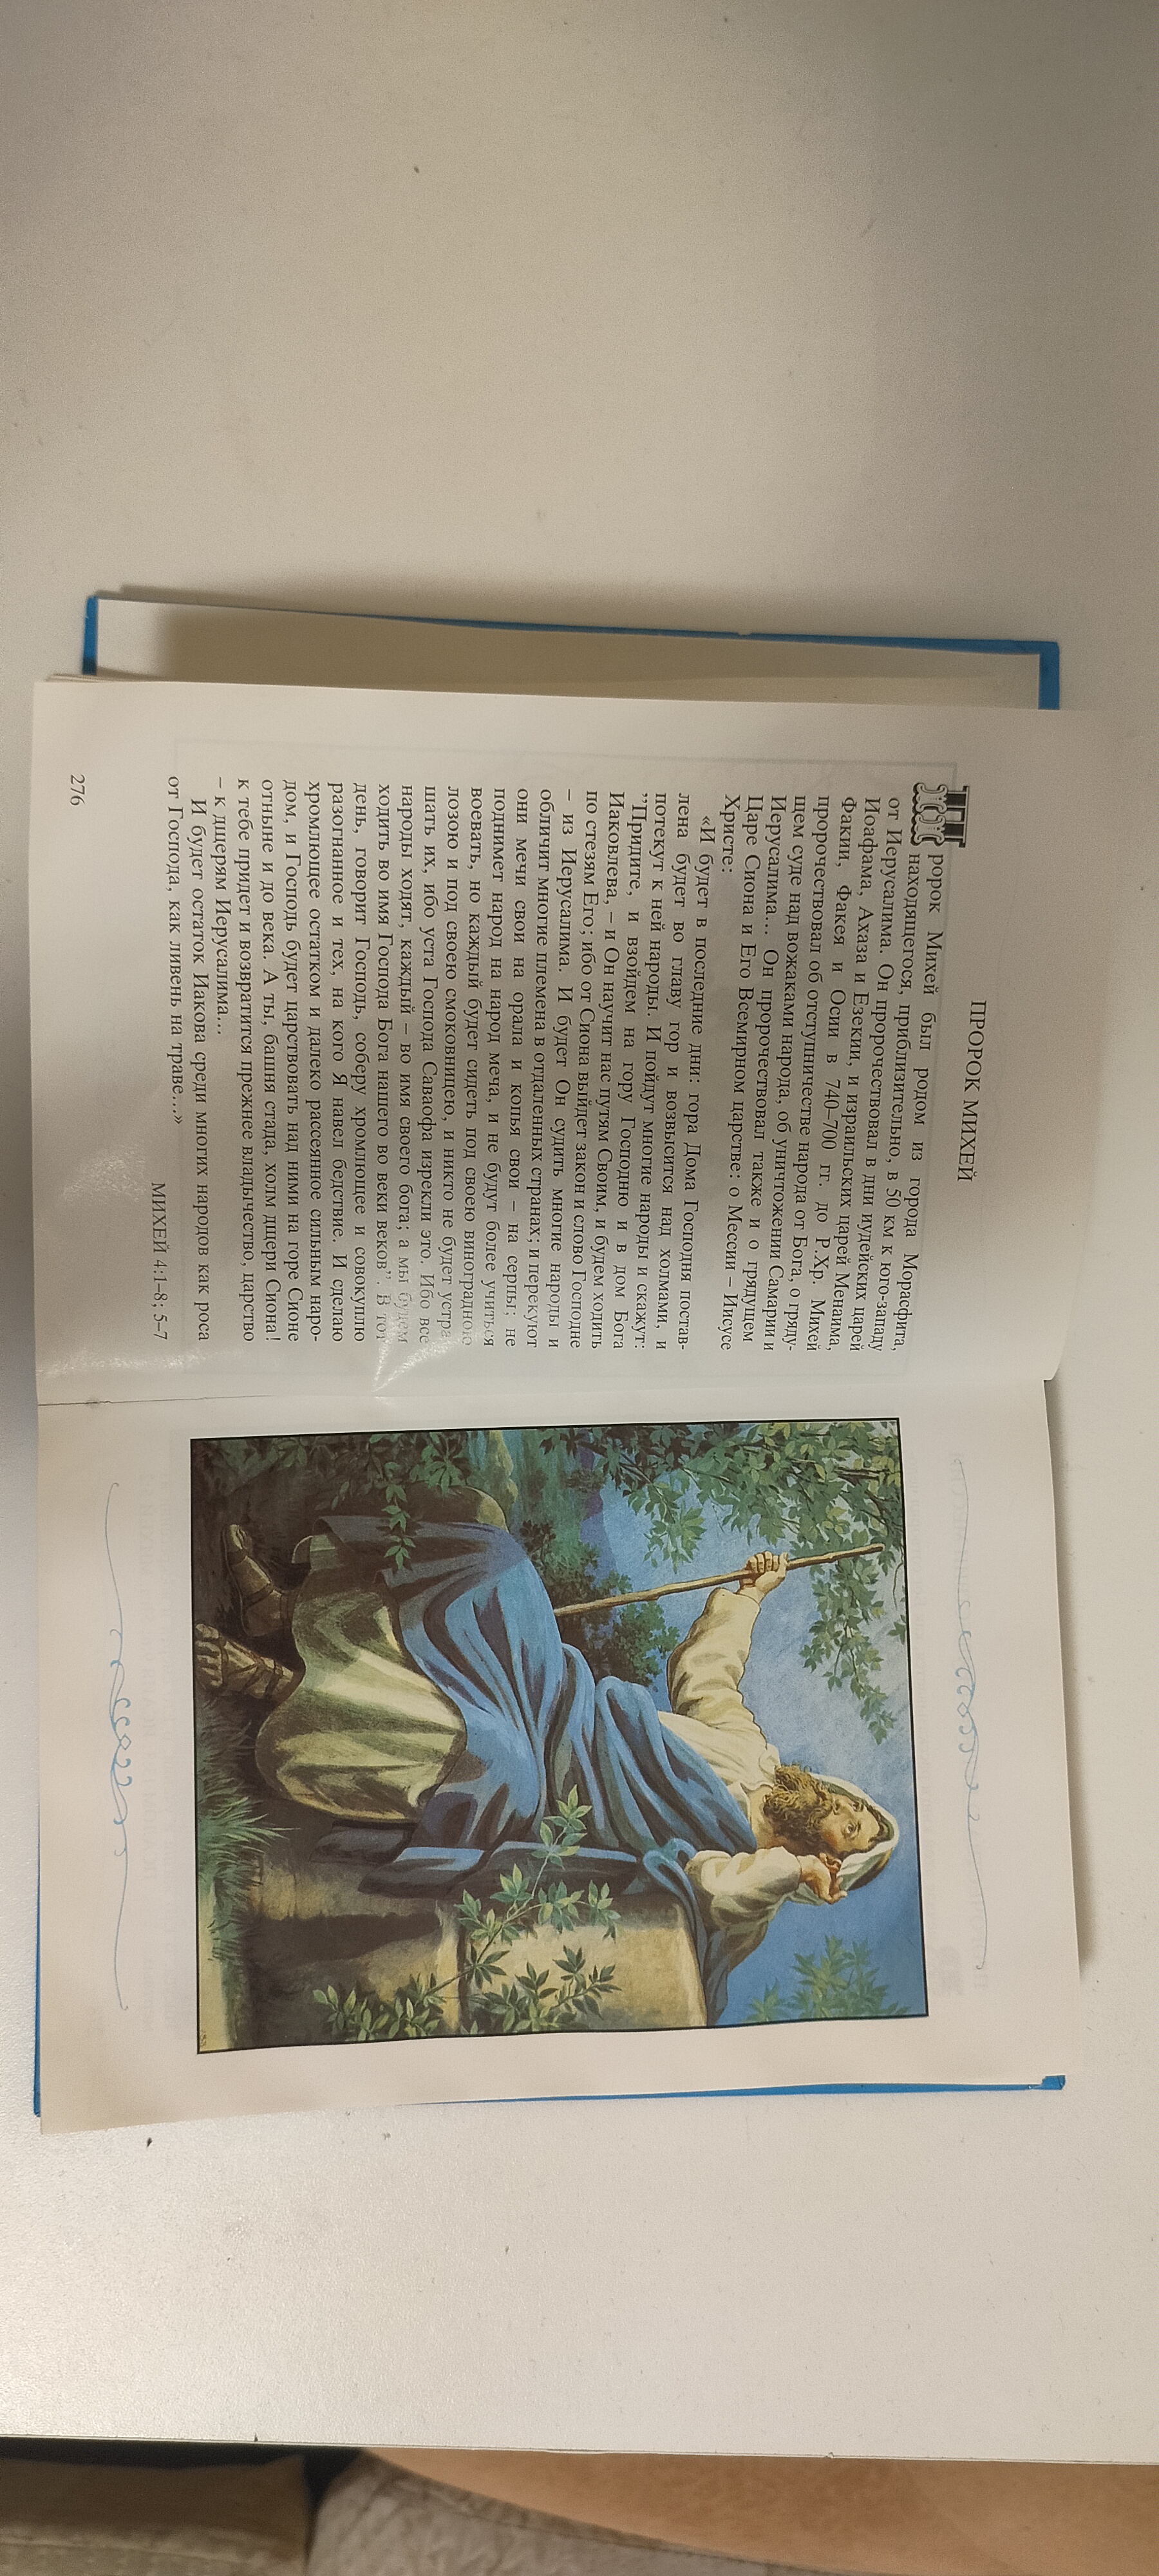 ПРОРОК МИХЕЙ
Пророк Михей был родом из города Морасфита,
находящегося, приблизительно, в 50 км к юго-западу
от Иерусалима. Он пророчествовал в дни иудейских царей
Иоафама, Ахаза и Езекии, и израильских царей Менаима,
Факии, Факея и Осии в 740–700 гг. до Р.Хр. Михей
пророчествовал об отступничестве народа от Бога, о гряду-
щем суде над вожаками народа, об уничтожении Самарии и
Иерусалима... Он пророчествовал также и о грядущем
Царе Сиона и Его Всемирном царстве: о Мессии – Иисусе
Христе:
«И будет в последние дни: гора Дома Господня постав-
лена будет во главу гор и возвысится над холмами, и
потекут к ней народы. И пойдут многие народы и скажут:
"Придите, и взойдем на гору Господню и в дом Бога
Иаковлева, – и Он научит нас путям Своим, и будем ходить
по стезям Его; ибо от Сиона выйдет закон и слово Господне
– из Иерусалима. И будет Он судить многие народы и
обличит многие племена в отдаленных странах; и перекуют
они мечи свои на орала и копья свои – на серпы; не
поднимет народ на народ меча, и не будут более учиться
воевать, но каждый будет сидеть под своею виноградною
лозою и под своею смоковницею, и никто не будет устра-
шать их, ибо уста Господа Саваофа изрекли это. Ибо все
народы ходят, каждый – во имя своего бога; а мы будем
ходить во имя Господа Бога нашего во веки веков". В тот
день, говорит Господь, соберу хромлющее и совокуплю
разогнанное и тех, на кого Я навел бедствие. И сделаю
хромлющее остатком и далеко рассеянное сильным наро-
дом, и Господь будет царствовать над ними на горе Сионе
отныне и до века. А ты, башня стада, холм дщери Сиона!
к тебе придет и возвратится прежнее владычество, царство
– к дщерям Иерусалима...
И будет остаток Иакова среди многих народов как роса
от Господа, как ливень на траве...»
МИХЕЙ 4:1–8; 5–7
276